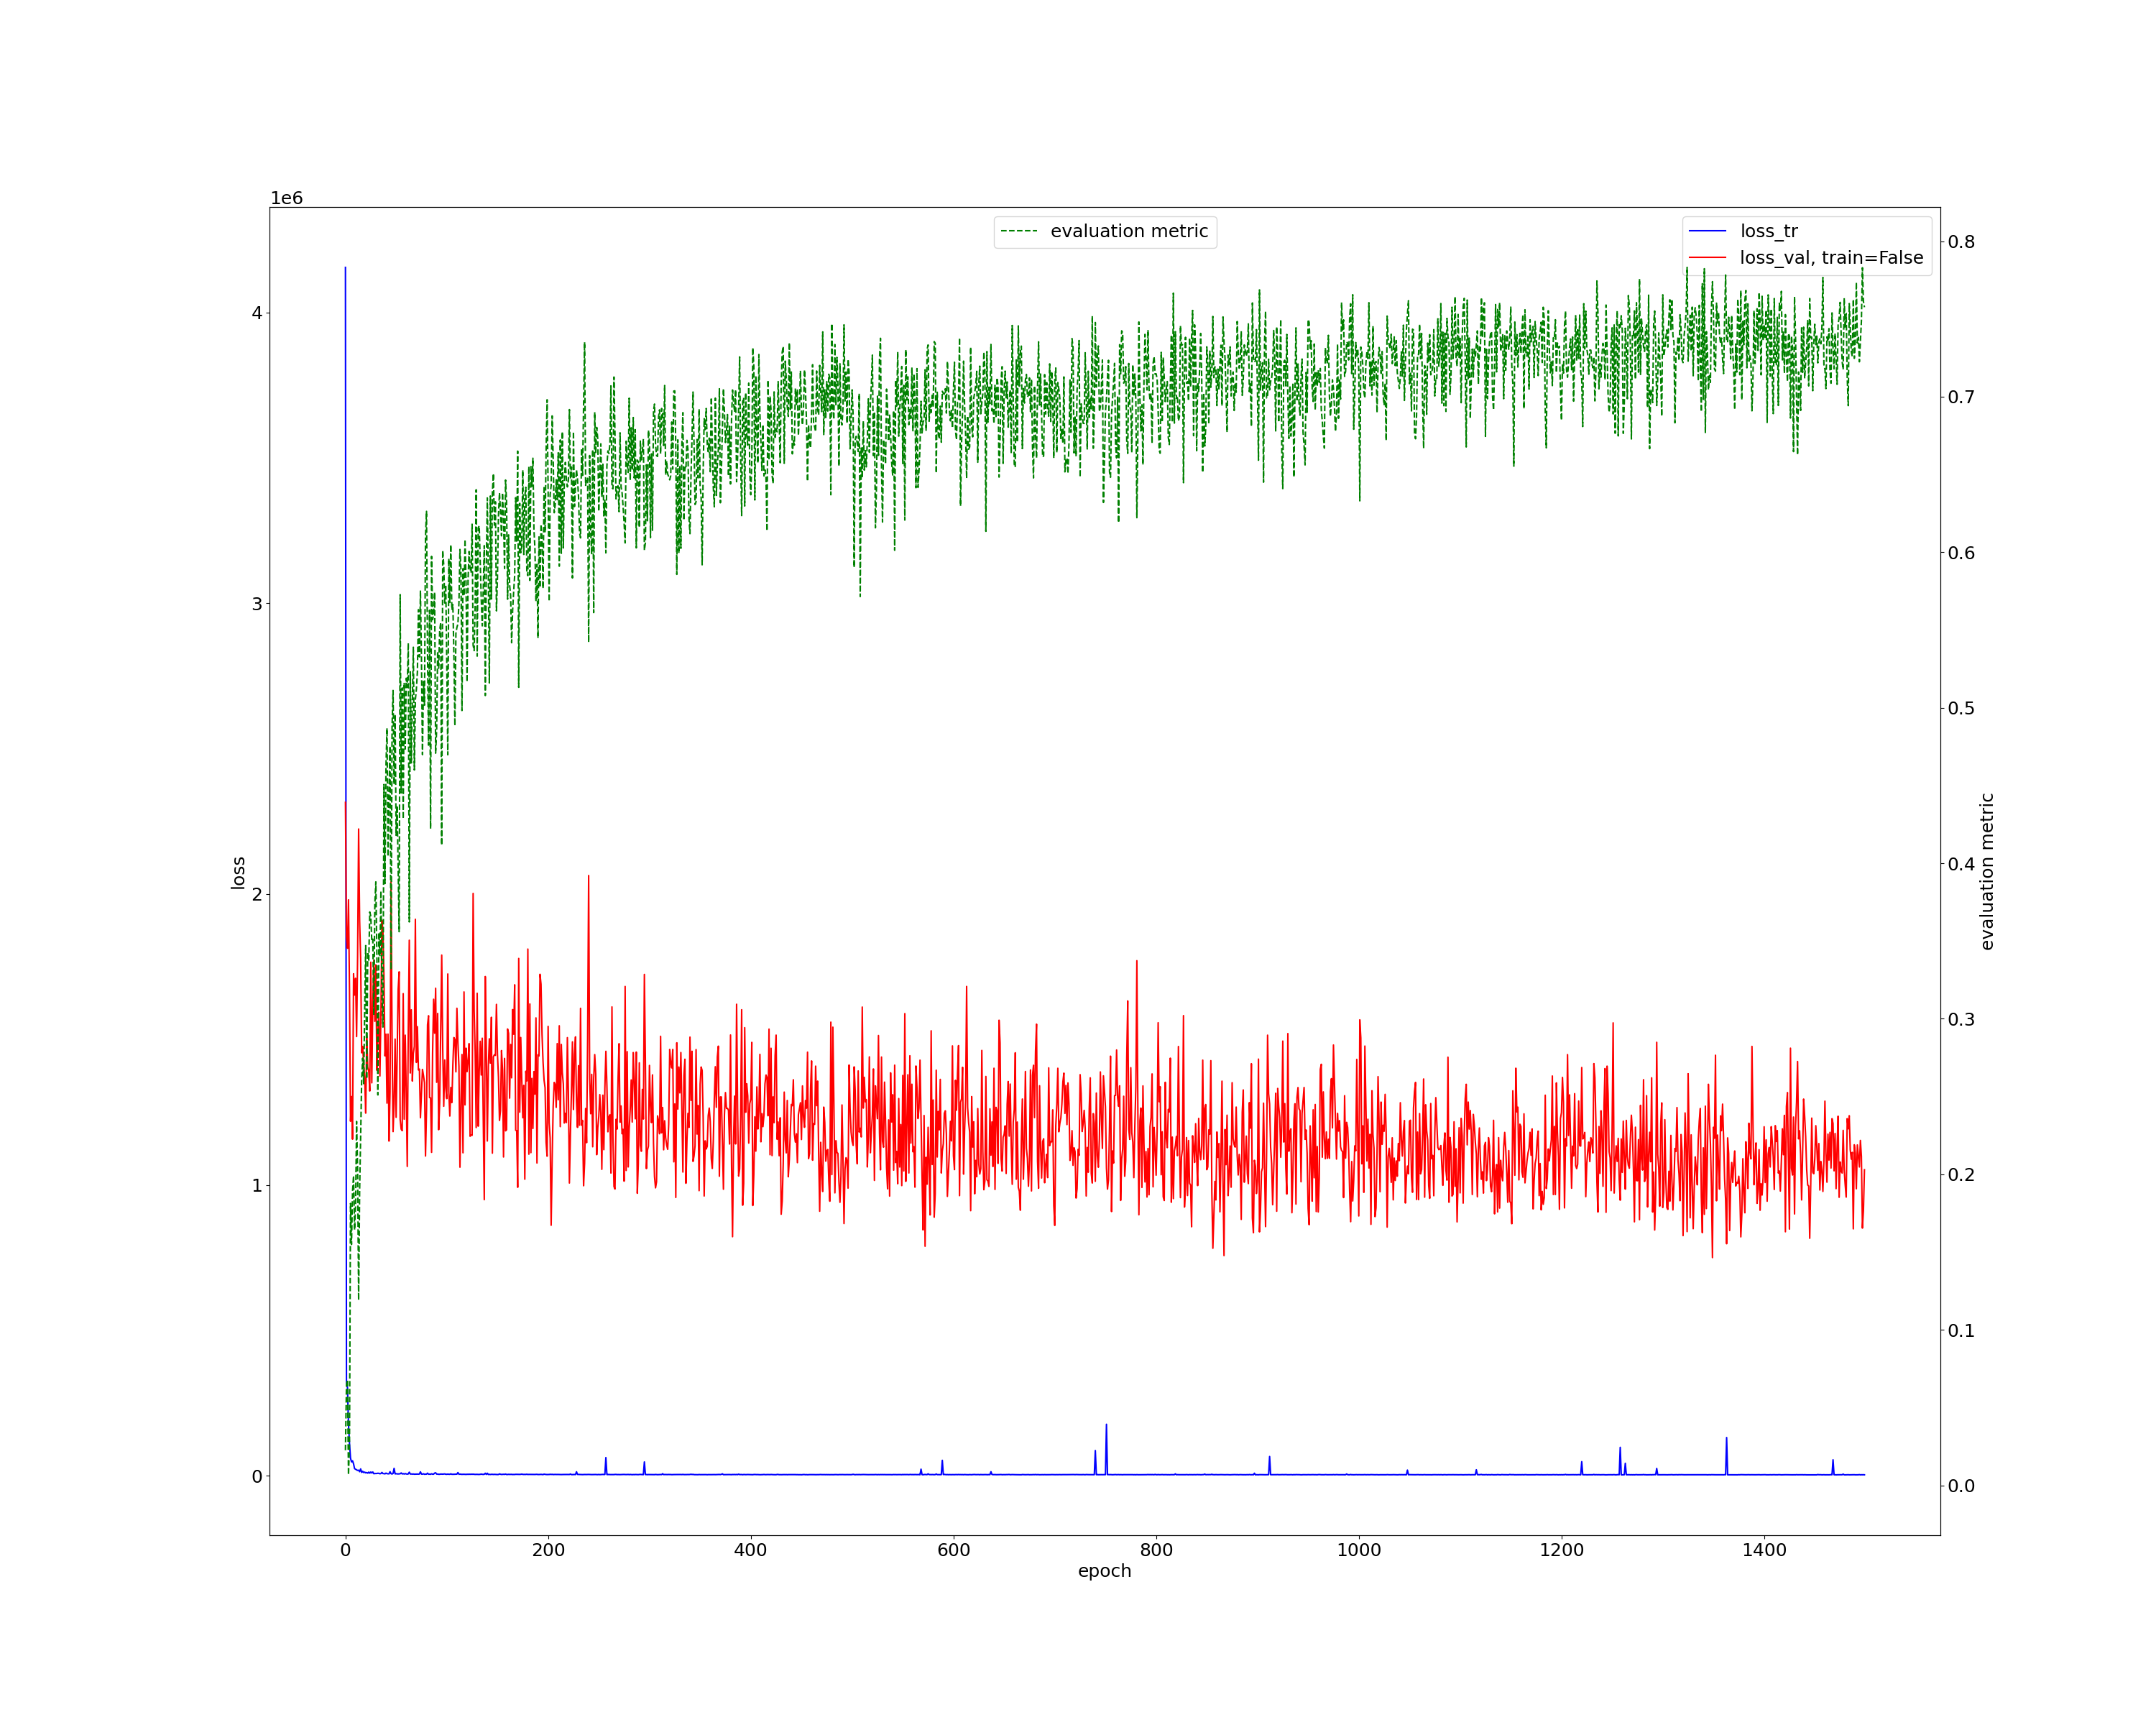 1e6
evaluation metric
loss_tr
loss_val, train=False
4
3
2
1
0
loss
0.8
0.7
0.6
0.5
0.4
0.3
0.2
0.1
0.0
evaluation metric
0 200 400 600 800 1000 1200 1400
epoch